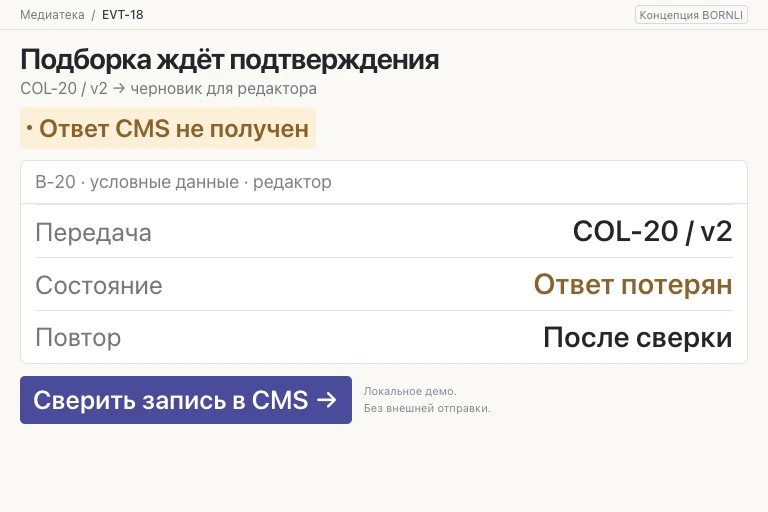 Медиатека / EVT-18
Концепция BORNLI
Подборка ждёт подтверждения
COL-20 / v2 → черновик для редактора
• Ответ CMS не получен
В-20 · условные данные · редактор
Передача COL-20 / v2
Состояние Ответ потерян
Повтор После сверки
Сверить запись в CMS →
Локальное демо.
Без внешней отправки.